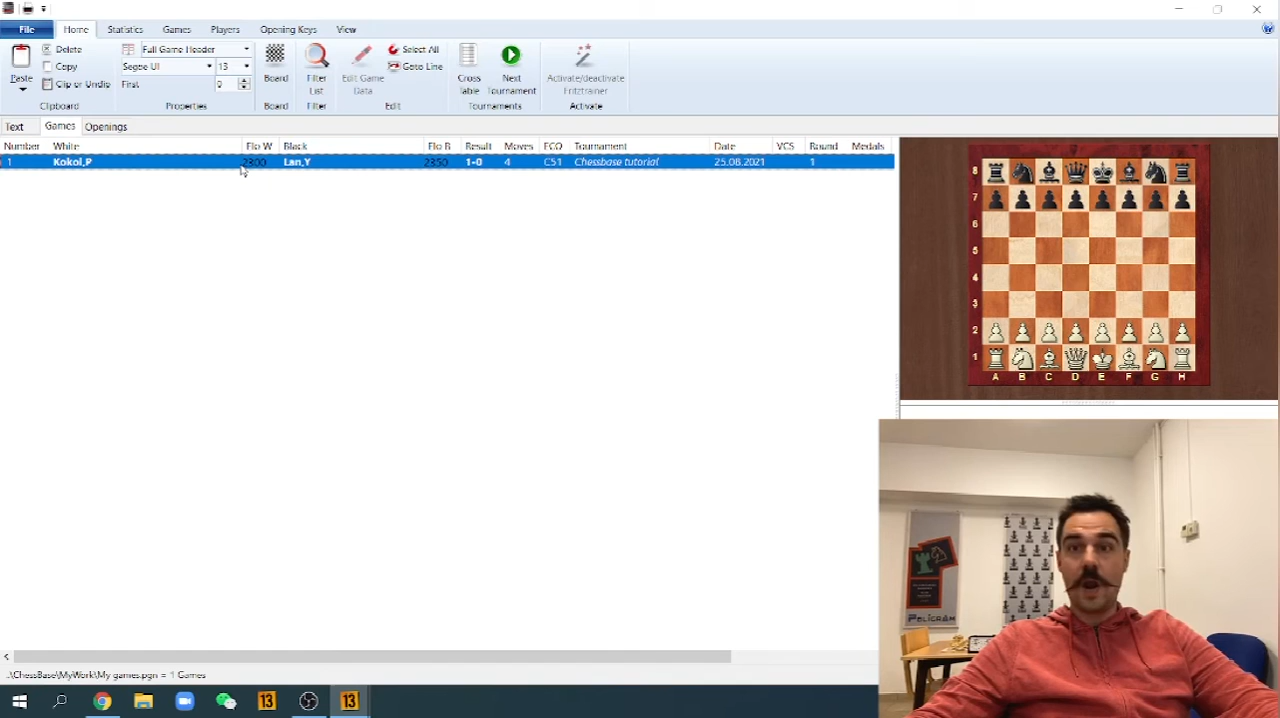 File Home Statistics Games Players Opening Keys View
Paste
Delete
Copy
Clip or Undo
Clipboard
Full Game Header
Segoe UI 13
First 0
Properties
Board
Board
Filter List
Filter
Edit Game Data
Select All
Goto Line
Edit
Cross Table
Next Tournament
Tournaments
Activate/deactivate Fritztrainer
Activate
Text Games Openings
Number White Elo W Black Elo B Result Moves ECO Tournament Date VCS Round Medals
1 Kokol,P 2300 Lan,Y 2350 1-0 4 C51 Chessbase tutorial 25.08.2021 1
8
7
6
5
4
3
2
1
A B C D E F G H
POLIGRAM
..\ChessBase\MyWork\My games.pgn = 1 Games
13 13